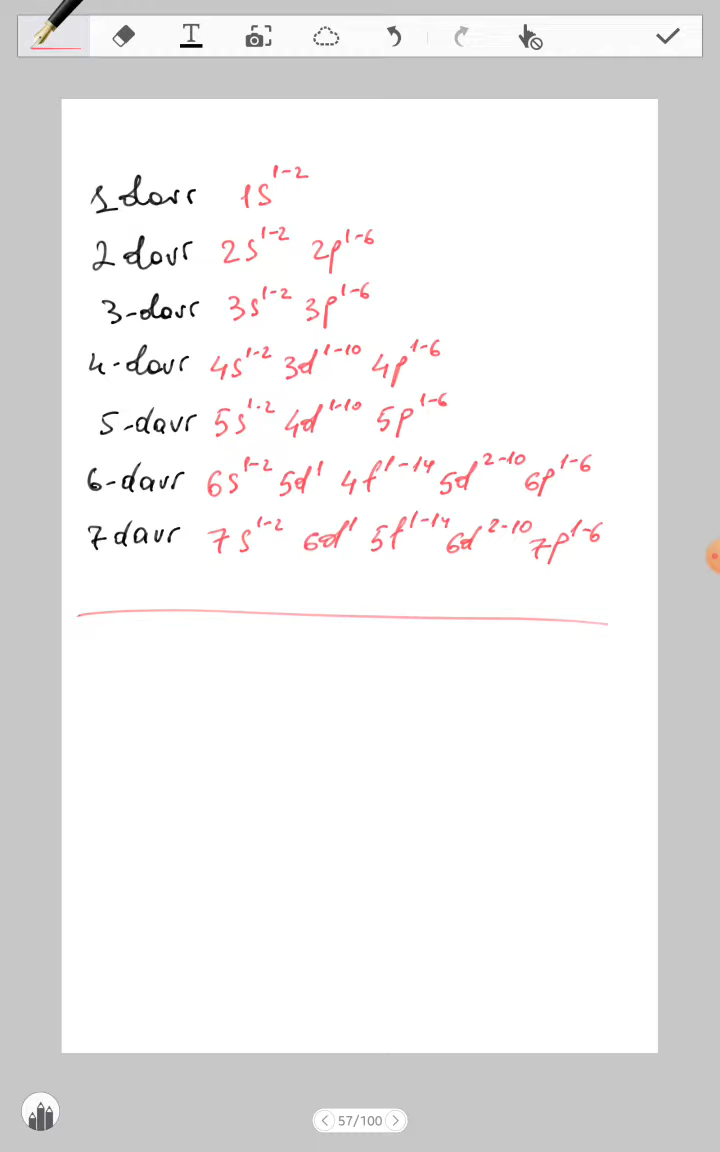 T
1 davr 1s¹⁻²
2 davr 2s¹⁻² 2p¹⁻⁶
3-davr 3s¹⁻² 3p¹⁻⁶
4-davr 4s¹⁻² 3d¹⁻¹⁰ 4p¹⁻⁶
5-davr 5s¹⁻² 4d¹⁻¹⁰ 5p¹⁻⁶
6-davr 6s¹⁻² 5d¹ 4f¹⁻¹⁴ 5d²⁻¹⁰ 6p¹⁻⁶
7 davr 7s¹⁻² 6d¹ 5f¹⁻¹⁴ 6d²⁻¹⁰ 7p¹⁻⁶
57/100